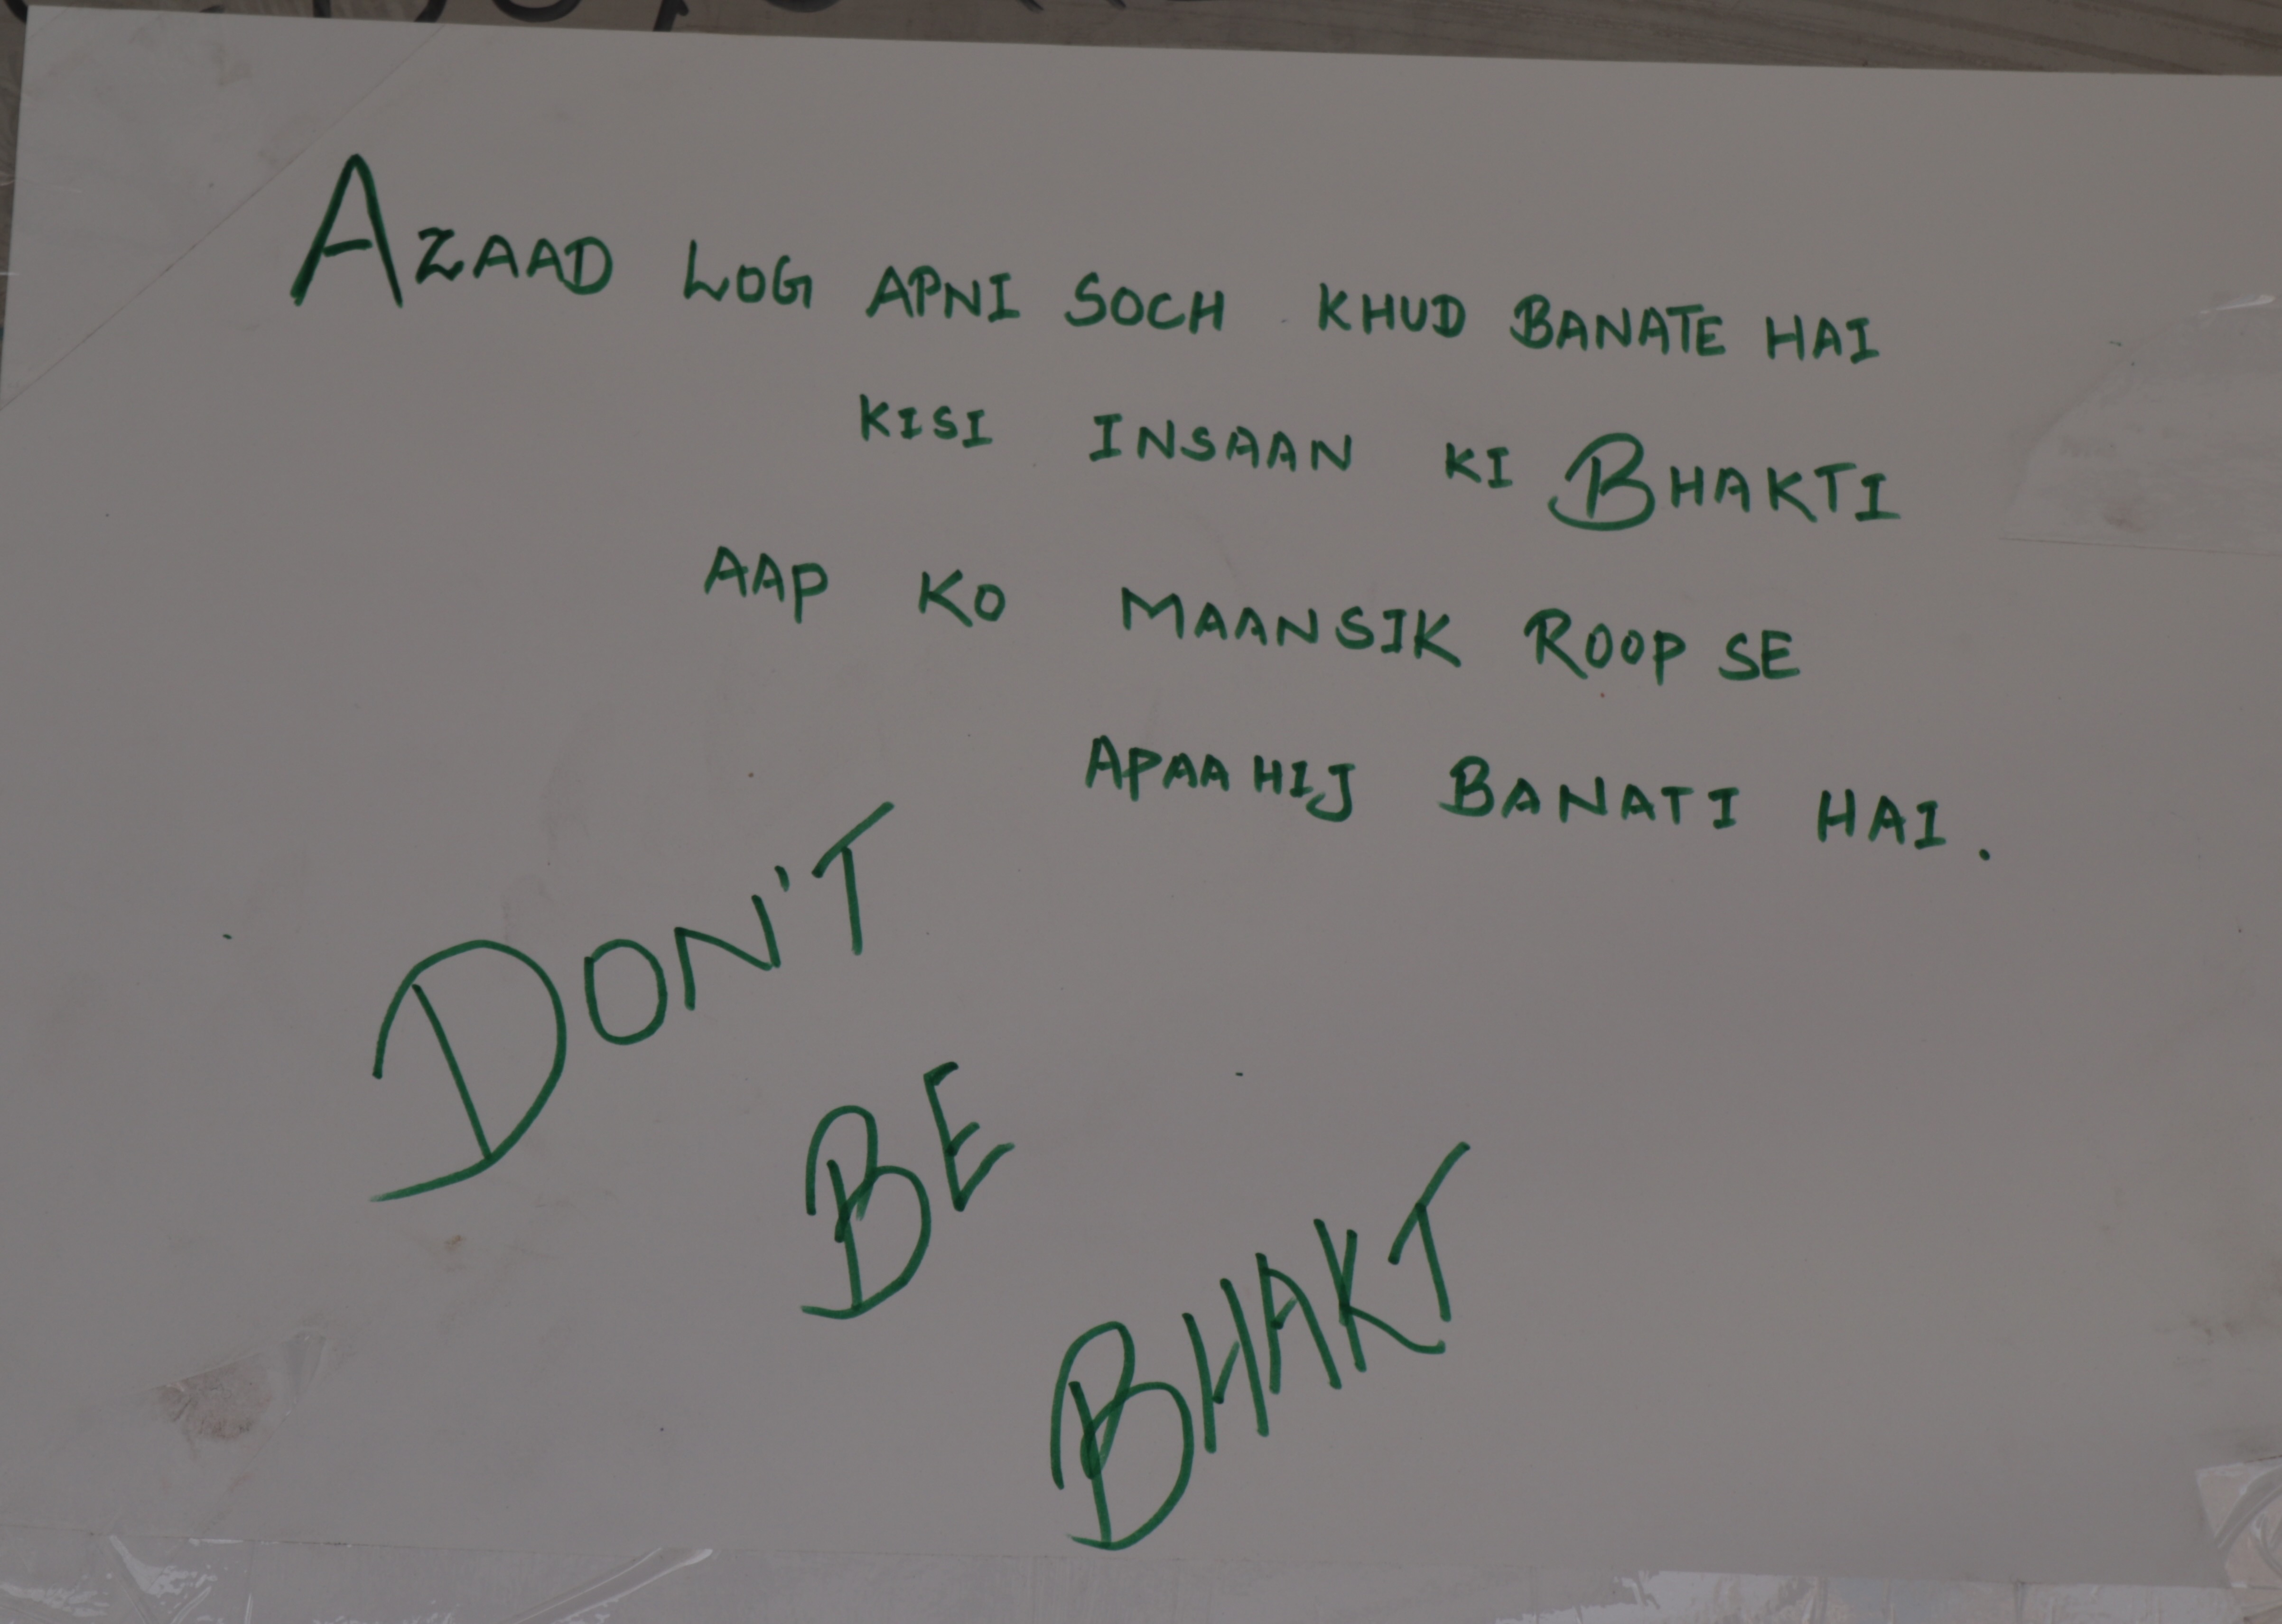 AZAAD LOG APNI SOCH KHUD BANATE HAI
KISI INSAAN KI BHAKTI
AAP KO MAANSIK ROOP SE
APAAHIJ BANATI HAI.
DON'T
BE
BHAKT